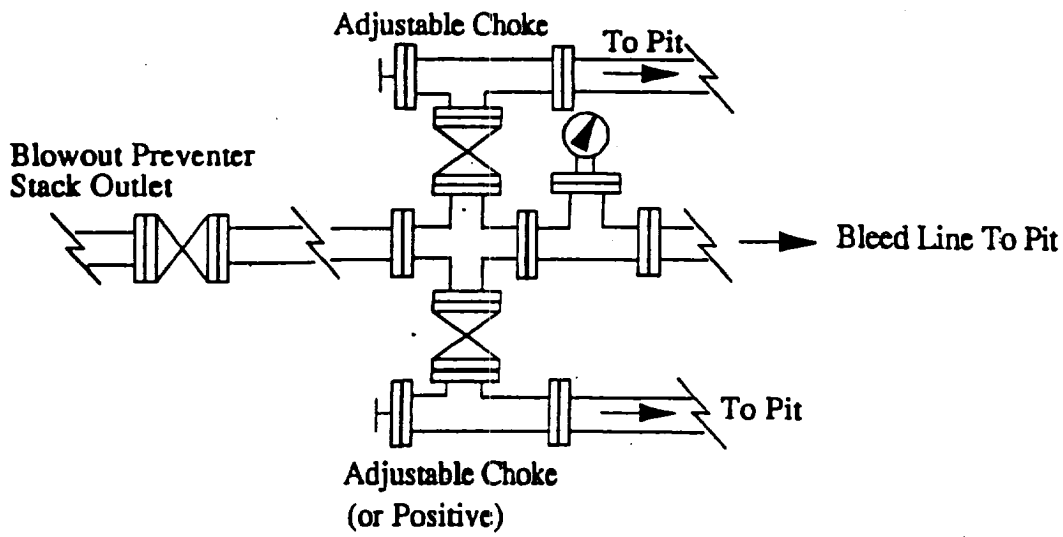 Adjustable Choke
To Pit
Blowout Preventer
Stack Outlet
Bleed Line To Pit
To Pit
Adjustable Choke
(or Positive)